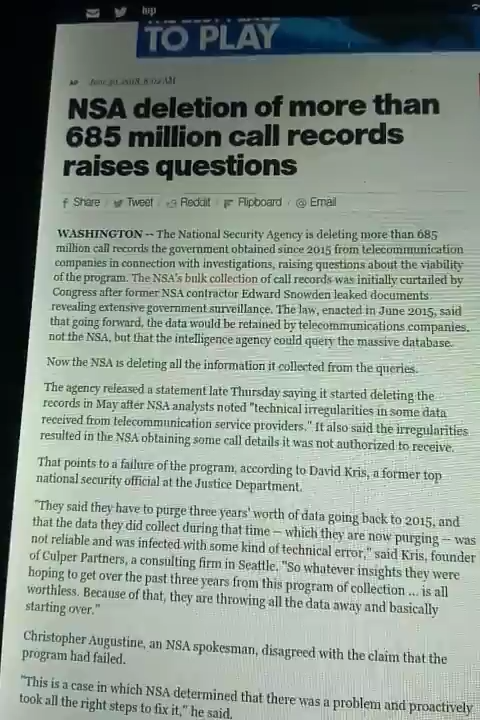 TO PLAY
AP June 30, 2018, 8:02 AM
NSA deletion of more than
685 million call records
raises questions
f Share / Tweet / Reddit / Flipboard / @ Email
WASHINGTON -- The National Security Agency is deleting more than 685
million call records the government obtained since 2015 from telecommunication
companies in connection with investigations, raising questions about the viability
of the program. The NSA's bulk collection of call records was initially curtailed by
Congress after former NSA contractor Edward Snowden leaked documents
revealing extensive government surveillance. The law, enacted in June 2015, said
that going forward, the data would be retained by telecommunications companies,
not the NSA, but that the intelligence agency could query the massive database.
Now the NSA is deleting all the information it collected from the queries.
The agency released a statement late Thursday saying it started deleting the
records in May after NSA analysts noted "technical irregularities in some data
received from telecommunication service providers." It also said the irregularities
resulted in the NSA obtaining some call details it was not authorized to receive.
That points to a failure of the program, according to David Kris, a former top
national security official at the Justice Department.
"They said they have to purge three years' worth of data going back to 2015, and
that the data they did collect during that time -- which they are now purging -- was
not reliable and was infected with some kind of technical error," said Kris, founder
of Culper Partners, a consulting firm in Seattle. "So whatever insights they were
hoping to get over the past three years from this program of collection ... is all
worthless. Because of that, they are throwing all the data away and basically
starting over."
Christopher Augustine, an NSA spokesman, disagreed with the claim that the
program had failed.
"This is a case in which NSA determined that there was a problem and proactively
took all the right steps to fix it," he said.